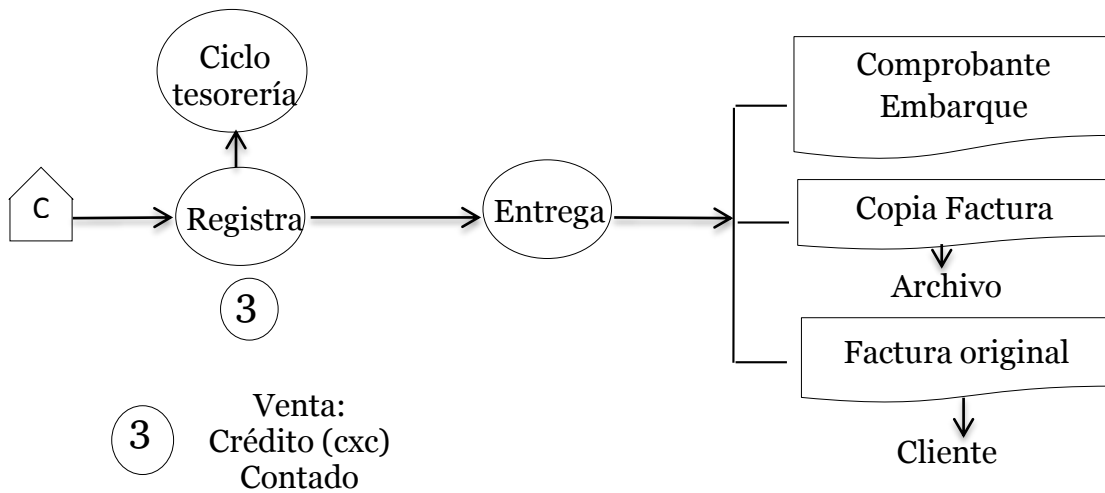 Ciclo
tesorería
Comprobante
Embarque
C
Registra
Entrega
Copia Factura
Archivo
3
Factura original
Cliente
3
Venta:
Crédito (cxc)
Contado